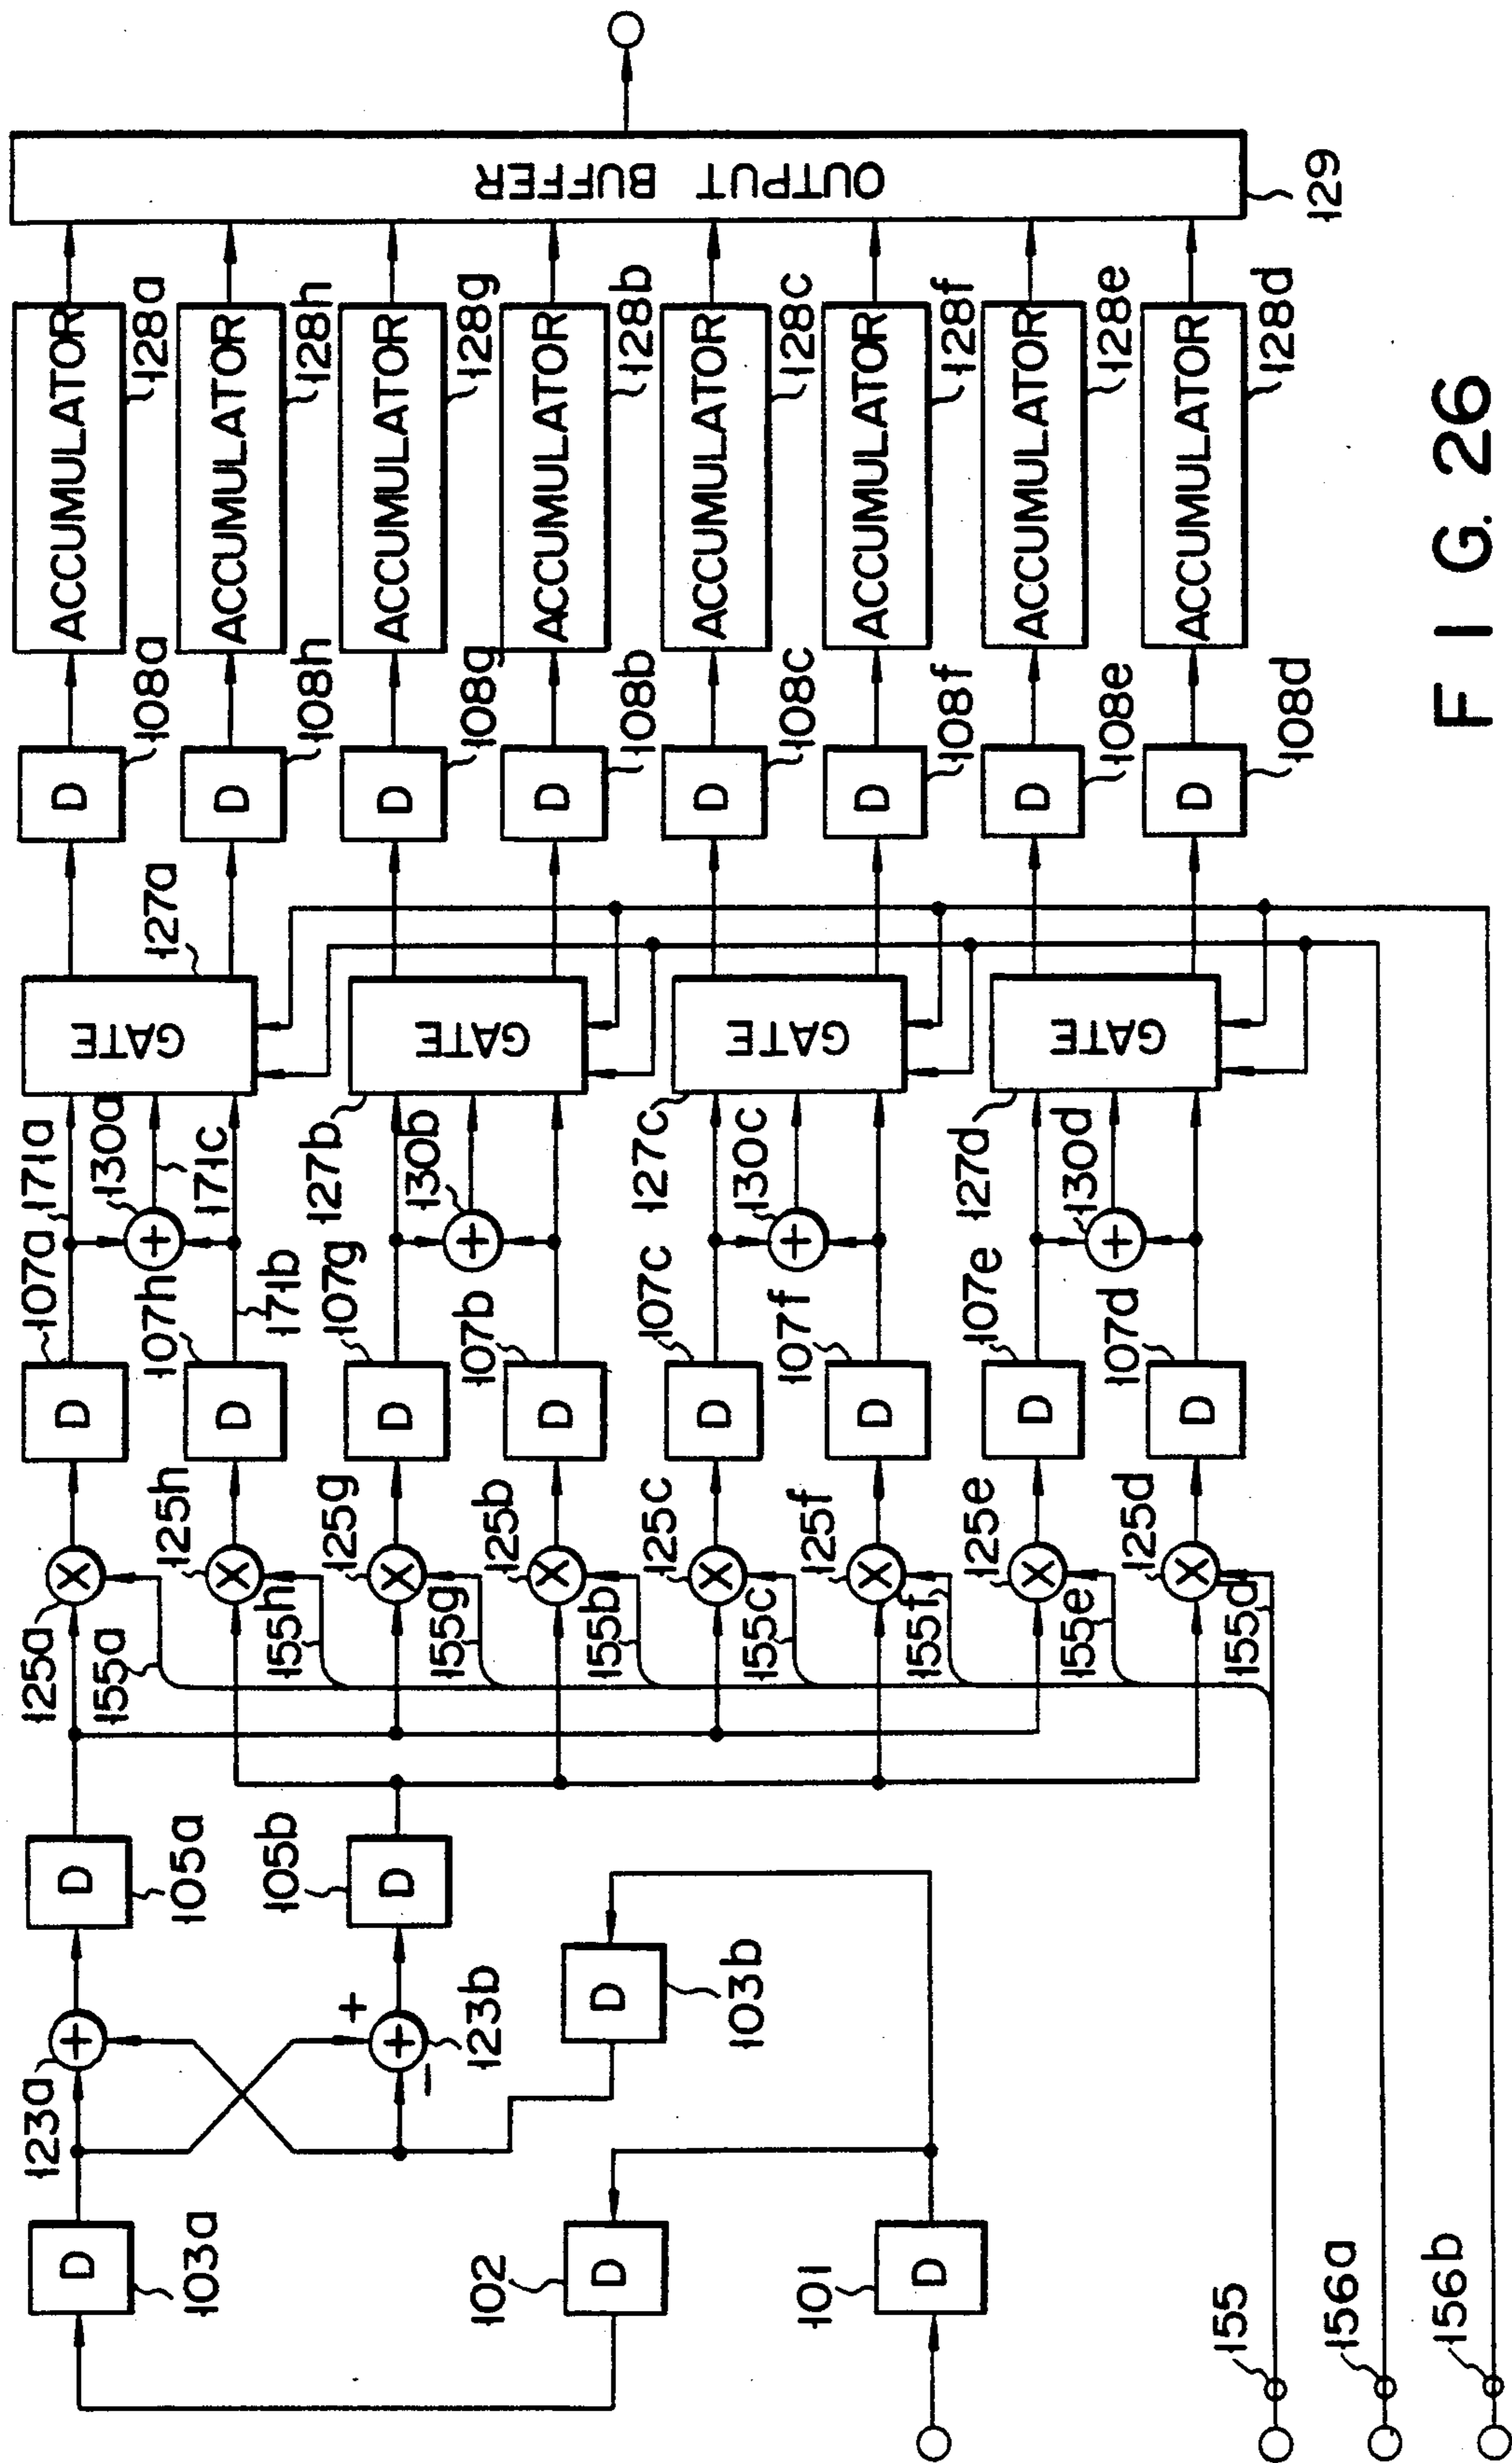 103a
D
123a
+
105a
D
125a
155a
X
107a
D
171a
130a
+
171c
127a
GATE
108a
D
ACCUMULATOR
128a
125h
155h
X
107h
D
171b
108h
D
ACCUMULATOR
128h
123b
+
+
−
105b
D
125g
155g
X
107g
D
127b
130b
+
GATE
108g
D
ACCUMULATOR
128g
102
D
103b
D
125b
155b
X
107b
D
108b
D
ACCUMULATOR
128b
OUTPUT BUFFER
129
125c
155c
X
107c
D
127c
130c
+
GATE
108c
D
ACCUMULATOR
128c
101
D
125f
155f
X
107f
D
108f
D
ACCUMULATOR
128f
125e
155e
X
107e
D
127d
130d
+
GATE
108e
D
ACCUMULATOR
128e
125d
155d
X
107d
D
108d
D
ACCUMULATOR
128d
155
156a
156b
F I G. 26